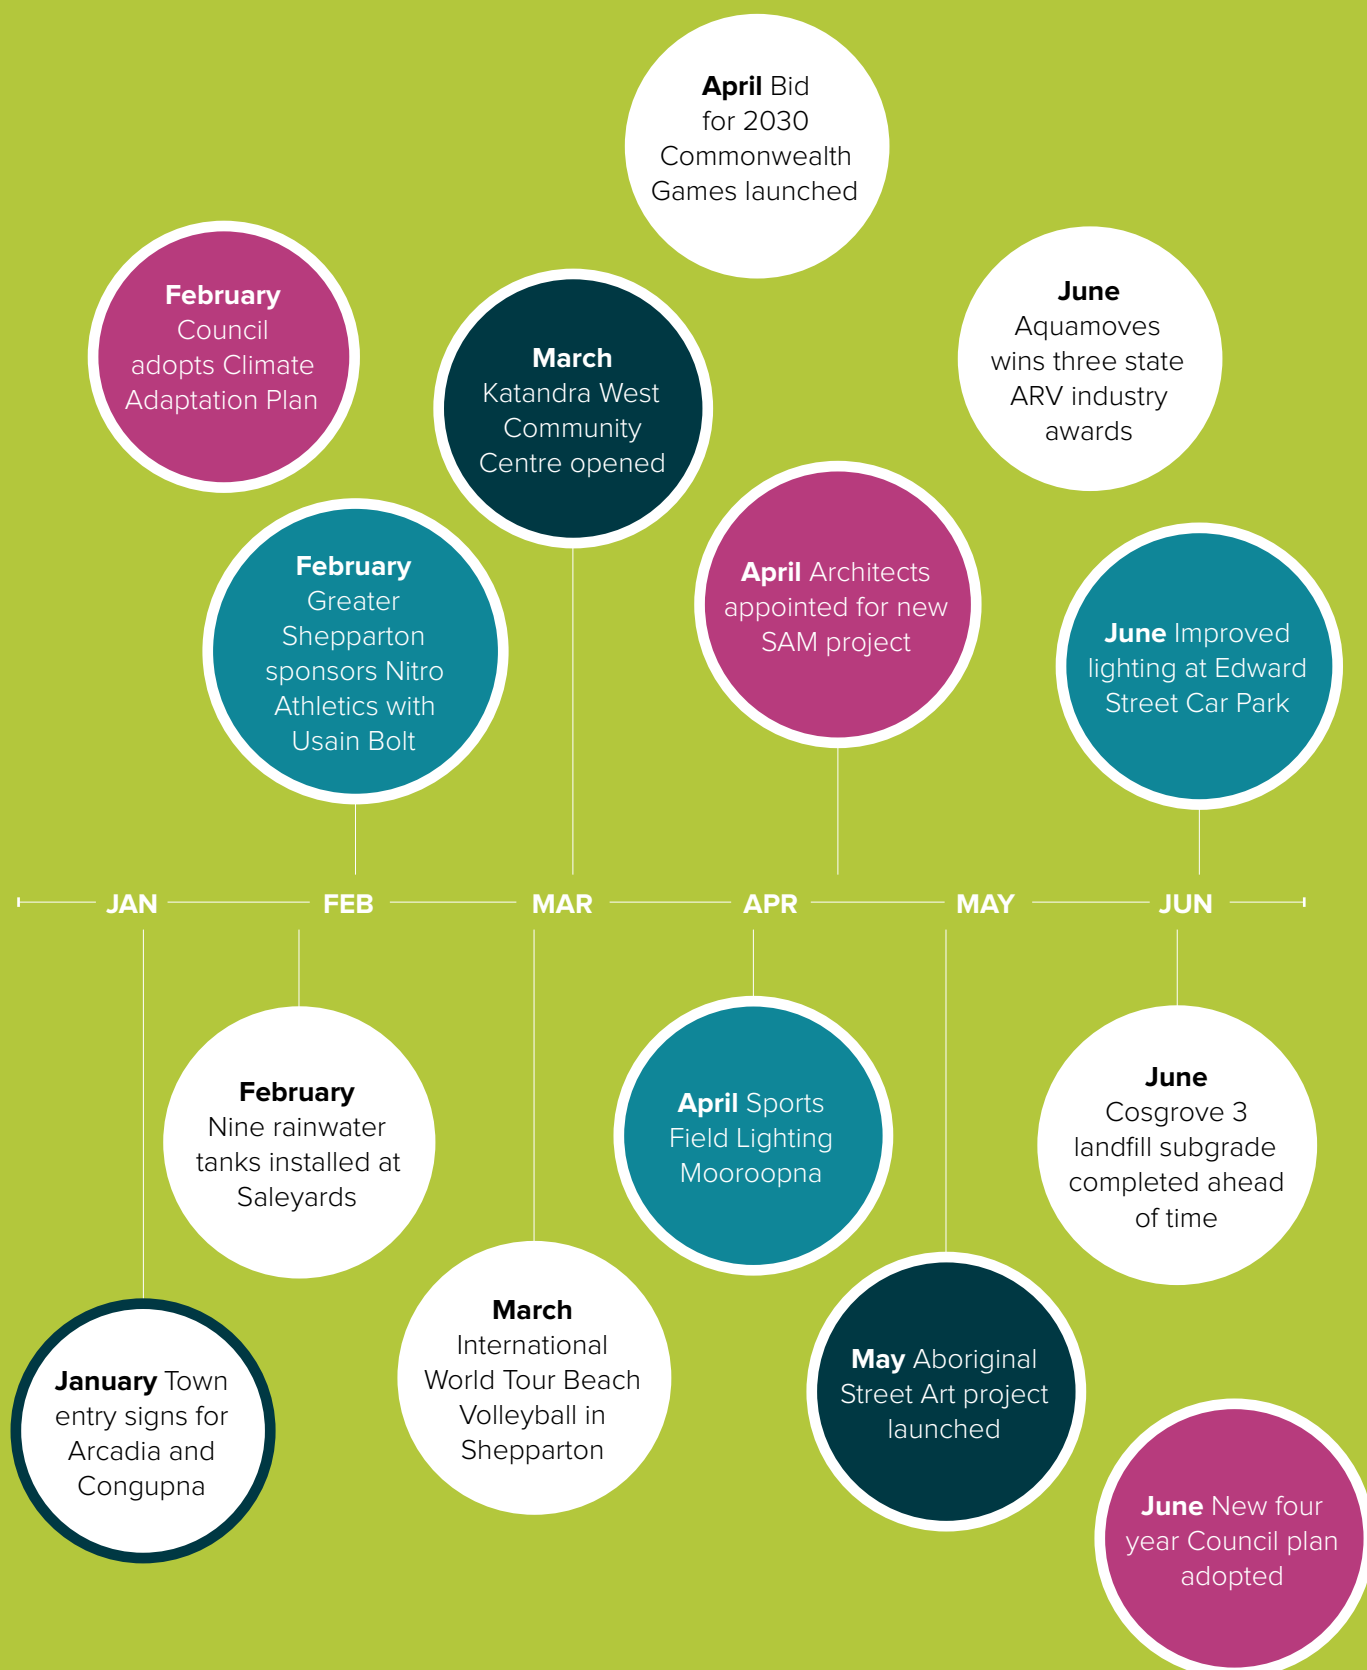 April Bid
for 2030
Commonwealth
Games launched
February
Council
adopts Climate
Adaptation Plan
March
Katandra West
Community
Centre opened
June
Aquamoves
wins three state
ARV industry
awards
February
Greater
Shepparton
sponsors Nitro
Athletics with
Usain Bolt
April Architects
appointed for new
SAM project
June Improved
lighting at Edward
Street Car Park
JAN FEB MAR APR MAY JUN
February
Nine rainwater
tanks installed at
Saleyards
April Sports
Field Lighting
Mooroopna
June
Cosgrove 3
landfill subgrade
completed ahead
of time
January Town
entry signs for
Arcadia and
Congupna
March
International
World Tour Beach
Volleyball in
Shepparton
May Aboriginal
Street Art project
launched
June New four
year Council plan
adopted